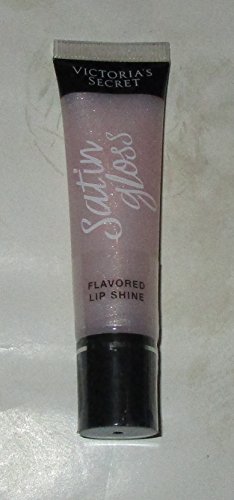 VICTORIA'S
SECRET
Satin
gloss
FLAVORED
LIP SHINE